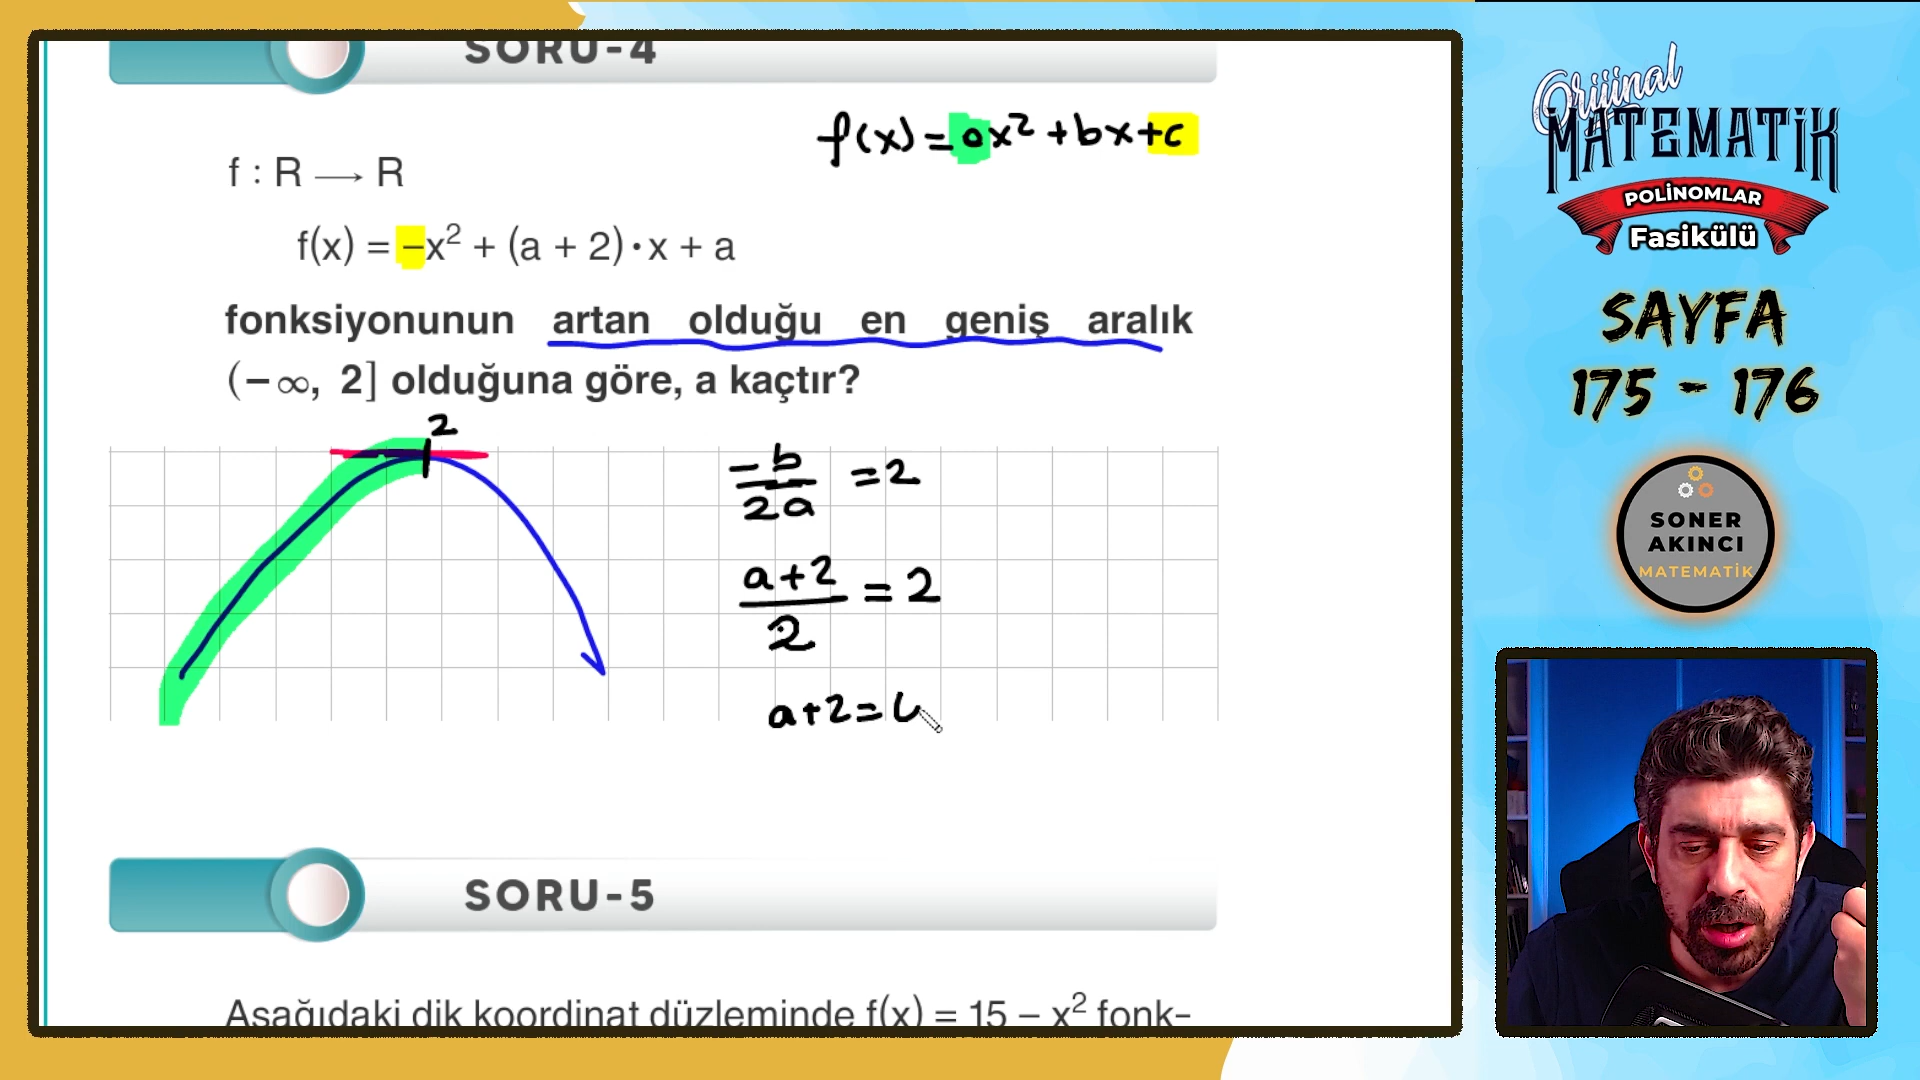 SORU-4
f(x) = ax² + bx + c
f : R ⟶ R
f(x) = –x² + (a + 2) · x + a
fonksiyonunun artan olduğu en geniş aralık
(–∞, 2] olduğuna göre, a kaçtır?
2
-b/2a = 2
a+2/2 = 2
a+2=4
SORU-5
Aşağıdaki dik koordinat düzleminde f(x) = 15 – x² fonk-
Orijinal
MATEMATİK
POLİNOMLAR
Fasikülü
SAYFA
175 - 176
SONER
AKINCI
MATEMATİK